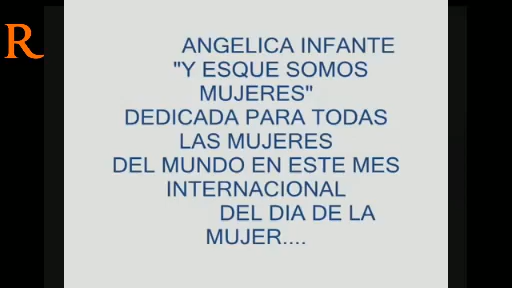 R
ANGELICA INFANTE
"Y ESQUE SOMOS
MUJERES"
DEDICADA PARA TODAS
LAS MUJERES
DEL MUNDO EN ESTE MES
INTERNACIONAL
DEL DIA DE LA
MUJER....